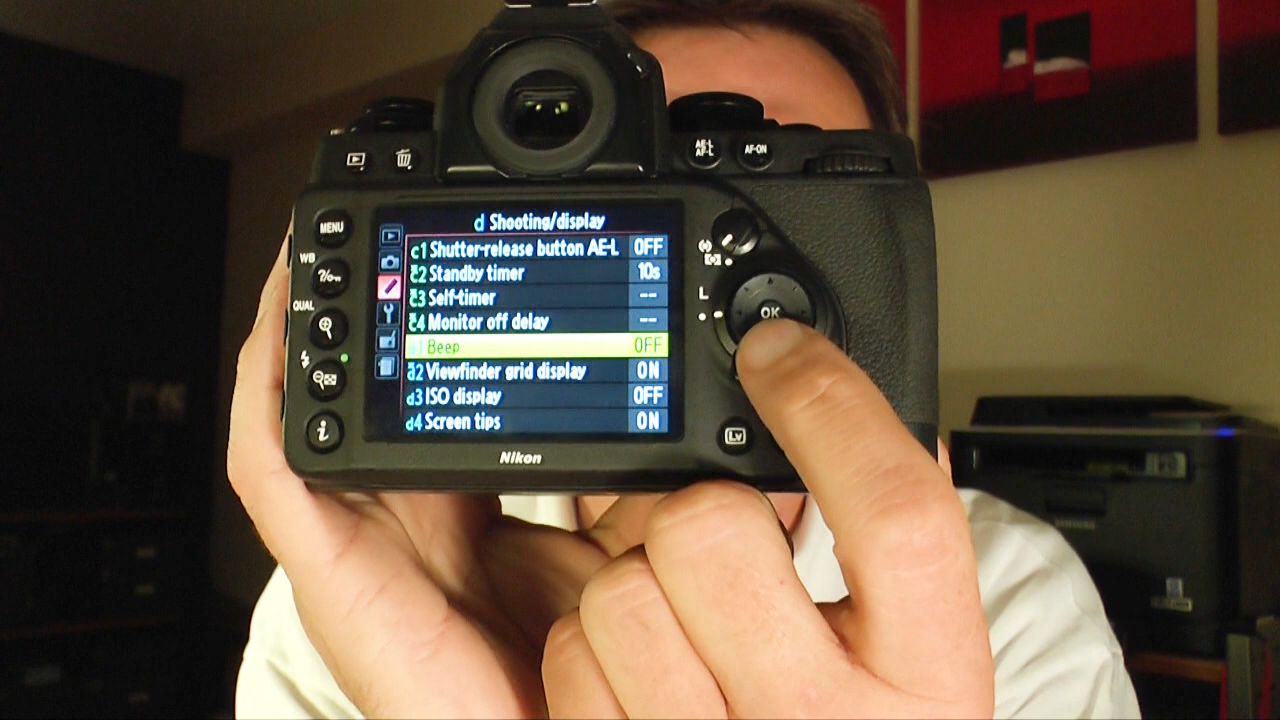 AE-L
AF-L
AF-ON
MENU
WB
?/
QUAL
d Shooting/display
c1 Shutter-release button AE-L OFF
c2 Standby timer 10s
c3 Self-timer --
c4 Monitor off delay --
d1 Beep OFF
d2 Viewfinder grid display ON
d3 ISO display OFF
d4 Screen tips ON
L
OK
i
Lv
Nikon
SAMSUNG